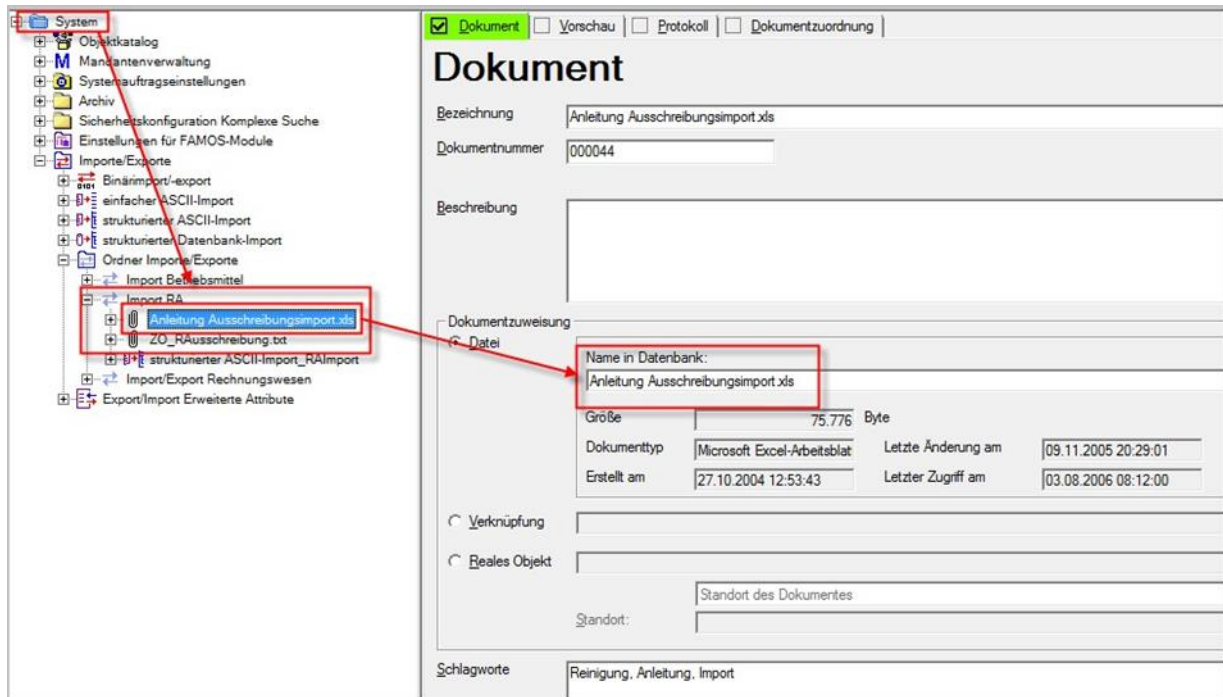 System
Objektkatalog
Mandantenverwaltung
Systemauftragseinstellungen
Archiv
Sicherheitskonfiguration Komplexe Suche
Einstellungen für FAMOS-Module
Importe/Exporte
Binärimport/-export
einfacher ASCII-Import
strukturierter ASCII-Import
strukturierter Datenbank-Import
Ordner Importe/Exporte
Import Betriebsmittel
Import RA
Anleitung Ausschreibungsimport.xls
ZO_RAusschreibung.txt
strukturierter ASCII-Import_RAImport
Import/Export Rechnungswesen
Export/Import Erweiterte Attribute
Dokument Vorschau Protokoll Dokumentzuordnung
Dokument
Bezeichnung Anleitung Ausschreibungsimport.xls
Dokumentnummer 000044
Beschreibung
Dokumentzuweisung
Datei
Name in Datenbank:
Anleitung Ausschreibungsimport.xls
Größe 75.776 Byte
Dokumenttyp Microsoft Excel-Arbeitsblat Letzte Änderung am 09.11.2005 20:29:01
Erstellt am 27.10.2004 12:53:43 Letzter Zugriff am 03.08.2006 08:12:00
Verknüpfung
Reales Objekt
Standort des Dokumentes
Standort:
Schlagworte Reinigung, Anleitung, Import